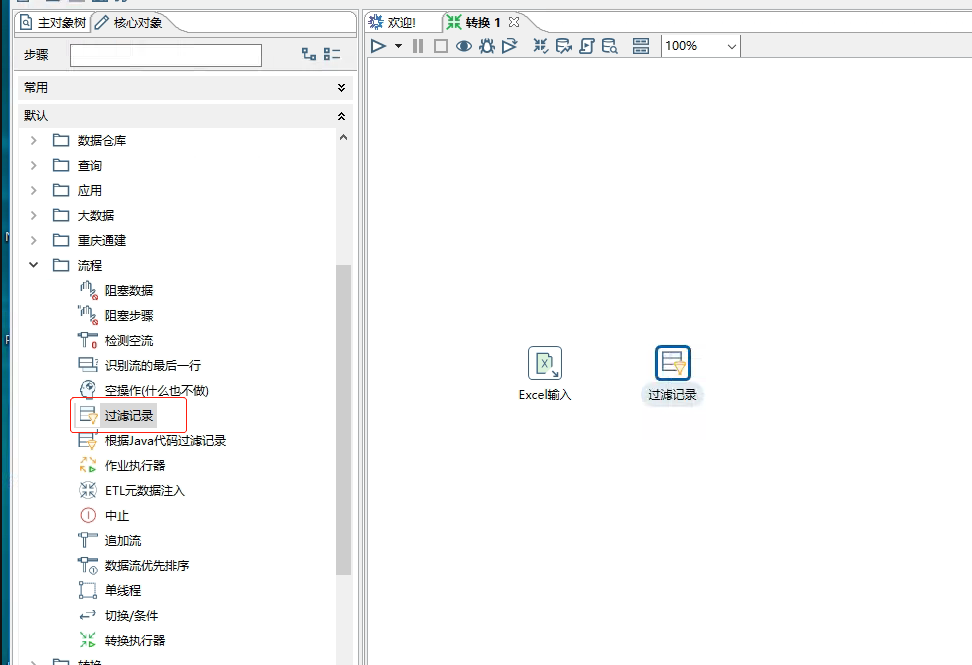 主对象树 核心对象
欢迎! 转换 1
步骤
100%
常用
默认
数据仓库
查询
应用
大数据
重庆通建
流程
阻塞数据
阻塞步骤
检测空流
识别流的最后一行
空操作(什么也不做)
过滤记录
根据Java代码过滤记录
作业执行器
ETL元数据注入
中止
追加流
数据流优先排序
单线程
切换/条件
转换执行器
转换
Excel输入
过滤记录